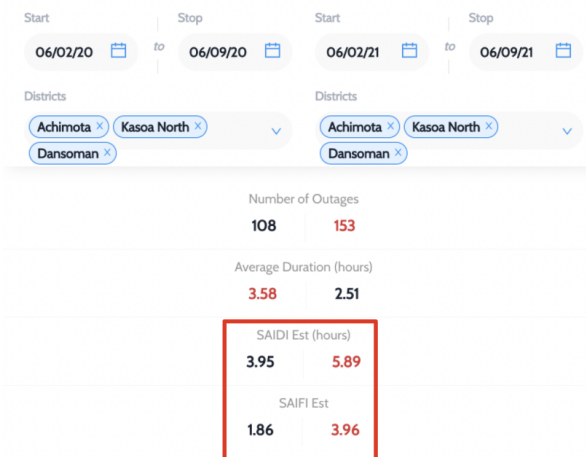 Start Stop Start Stop
06/02/20 to 06/09/20 06/02/21 to 06/09/21
Districts Districts
Achimota × Kasoa North × Achimota × Kasoa North ×
Dansoman × Dansoman ×
Number of Outages
108 153
Average Duration (hours)
3.58 2.51
SAIDI Est (hours)
3.95 5.89
SAIFI Est
1.86 3.96